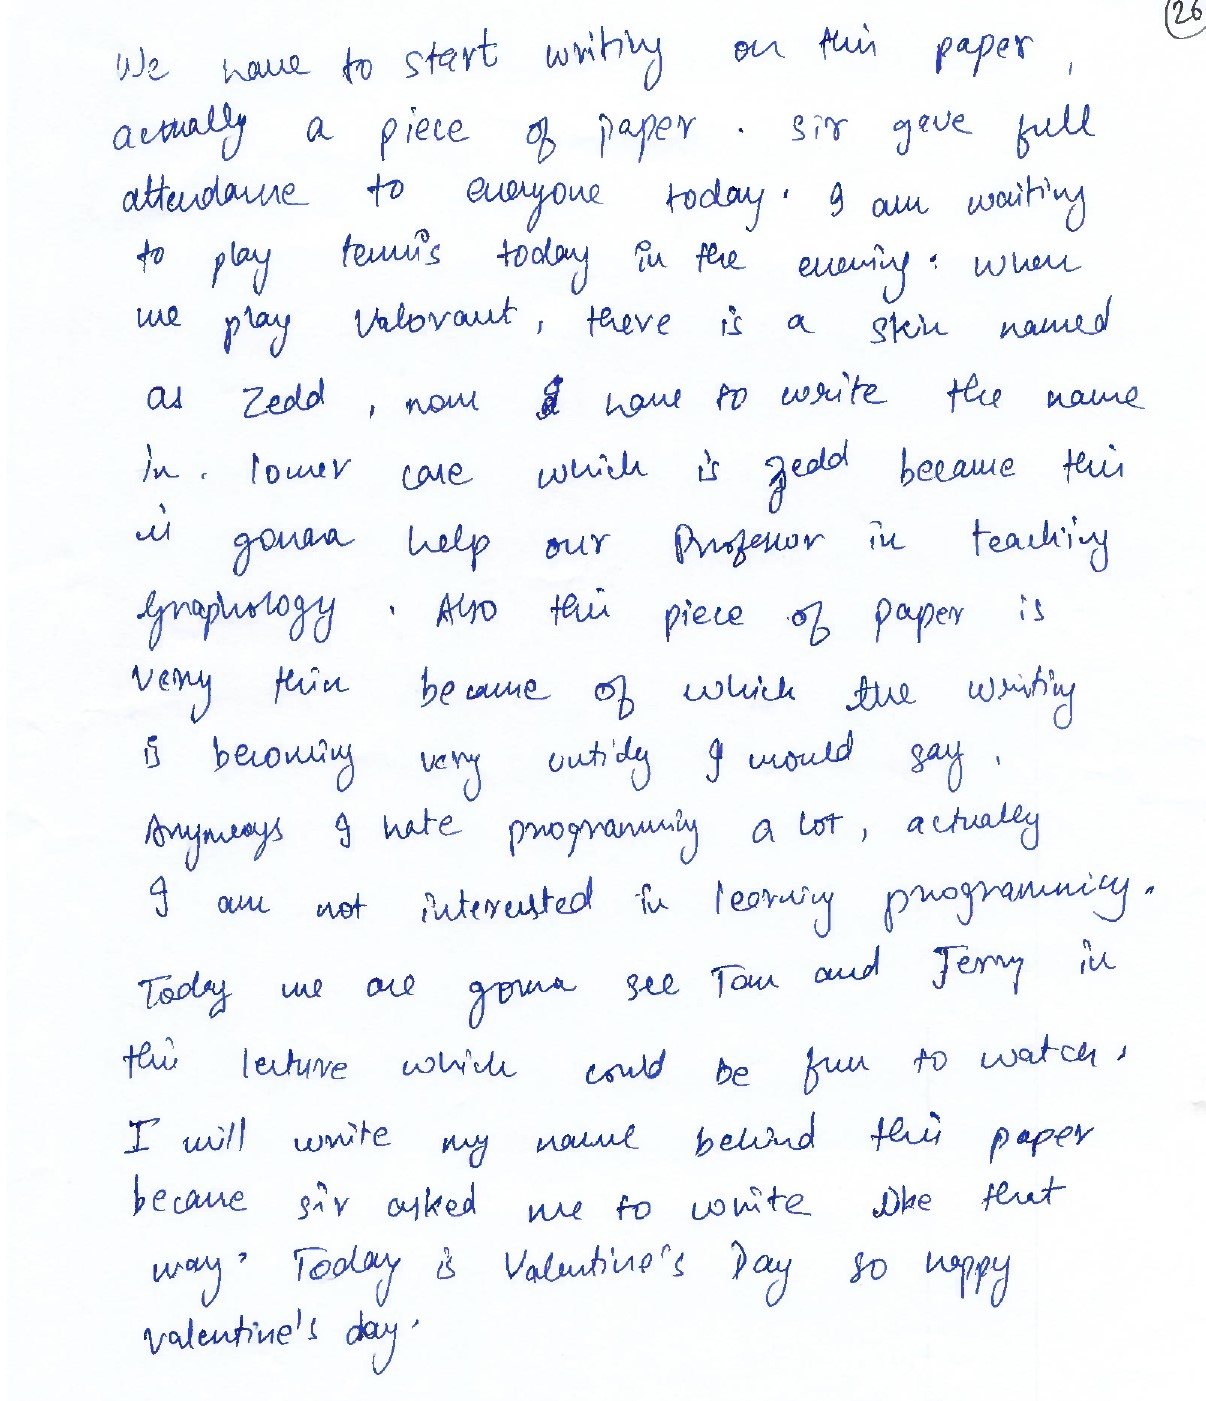 26
We have to start writing on this paper,
actually a piece of paper. sir gave full
attendance to everyone today. I am waiting
to play tennis today in the evening. When
we play Valorant, there is a skin named
as Zedd, now I have to write the name
in. lower case which is zedd because this
is gonaa help our Professor in teaching
Graphology. Also this piece of paper is
very thin because of which the writing
is becoming very untidy I would say.
Anyways I hate programming a lot, actually
I am not interested in learning programming.
Today we are gonna see Tom and Jerry in
this lecture which could be fun to watch.
I will write my name behind this paper
because sir asked me to write like that
way. Today is Valentine's Day so happy
valentine's day.